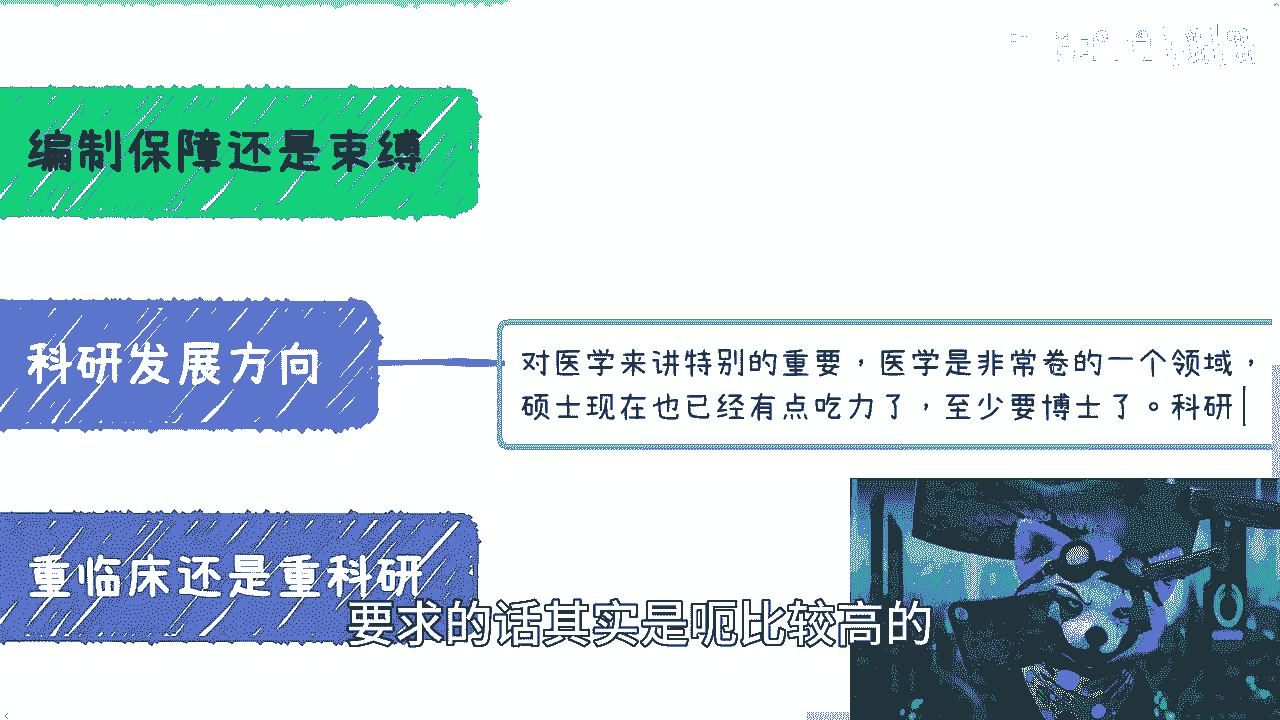 编制保障还是束缚
科研发展方向
对医学来讲特别的重要，医学是非常卷的一个领域，
硕士现在也已经有点吃力了，至少要博士了。科研
重临床还是重科研
要求的话其实是呃比较高的